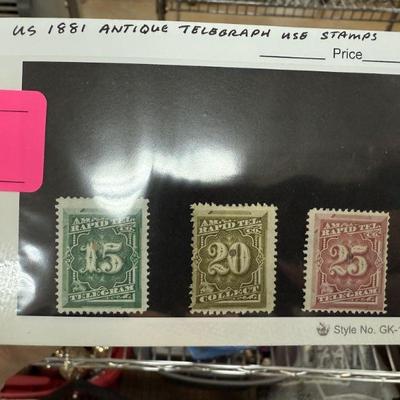 US 1881 ANTIQUE TELEGRAPH USE STAMPS
Price
AM. RAPID TEL. CO.
15
TELEGRAM
AM. RAPID TEL. CO.
20
COLLECT
AM. RAPID TEL. CO.
25
TELEGRAM
Style No. GK-